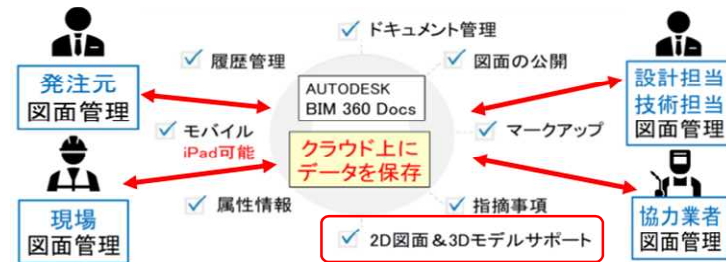 ドキュメント管理
履歴管理
図面の公開
発注元
図面管理
AUTODESK
BIM 360 Docs
設計担当
技術担当
図面管理
モバイル
iPad可能
クラウド上に
データを保存
マークアップ
現場
図面管理
属性情報
指摘事項
協力業者
図面管理
2D図面&3Dモデルサポート